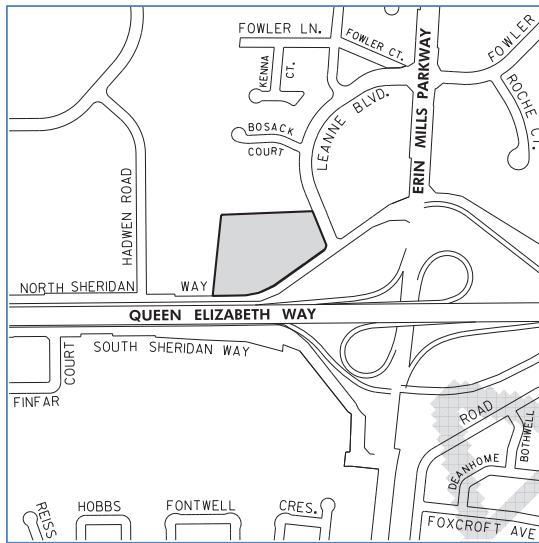 FOWLER LN.
FOWLER CT.
FOWLER
KENNA
CT.
ROCHE CT.
ERIN MILLS PARKWAY
LEANNE BLVD.
BOSACK
COURT
HADWEN ROAD
NORTH SHERIDAN WAY
QUEEN ELIZABETH WAY
SOUTH SHERIDAN WAY
COURT
FINFAR
ROAD
BOTHWELL
DEANHOME
REISS
HOBBS
FONTWELL
CRES.
FOXCROFT AVE